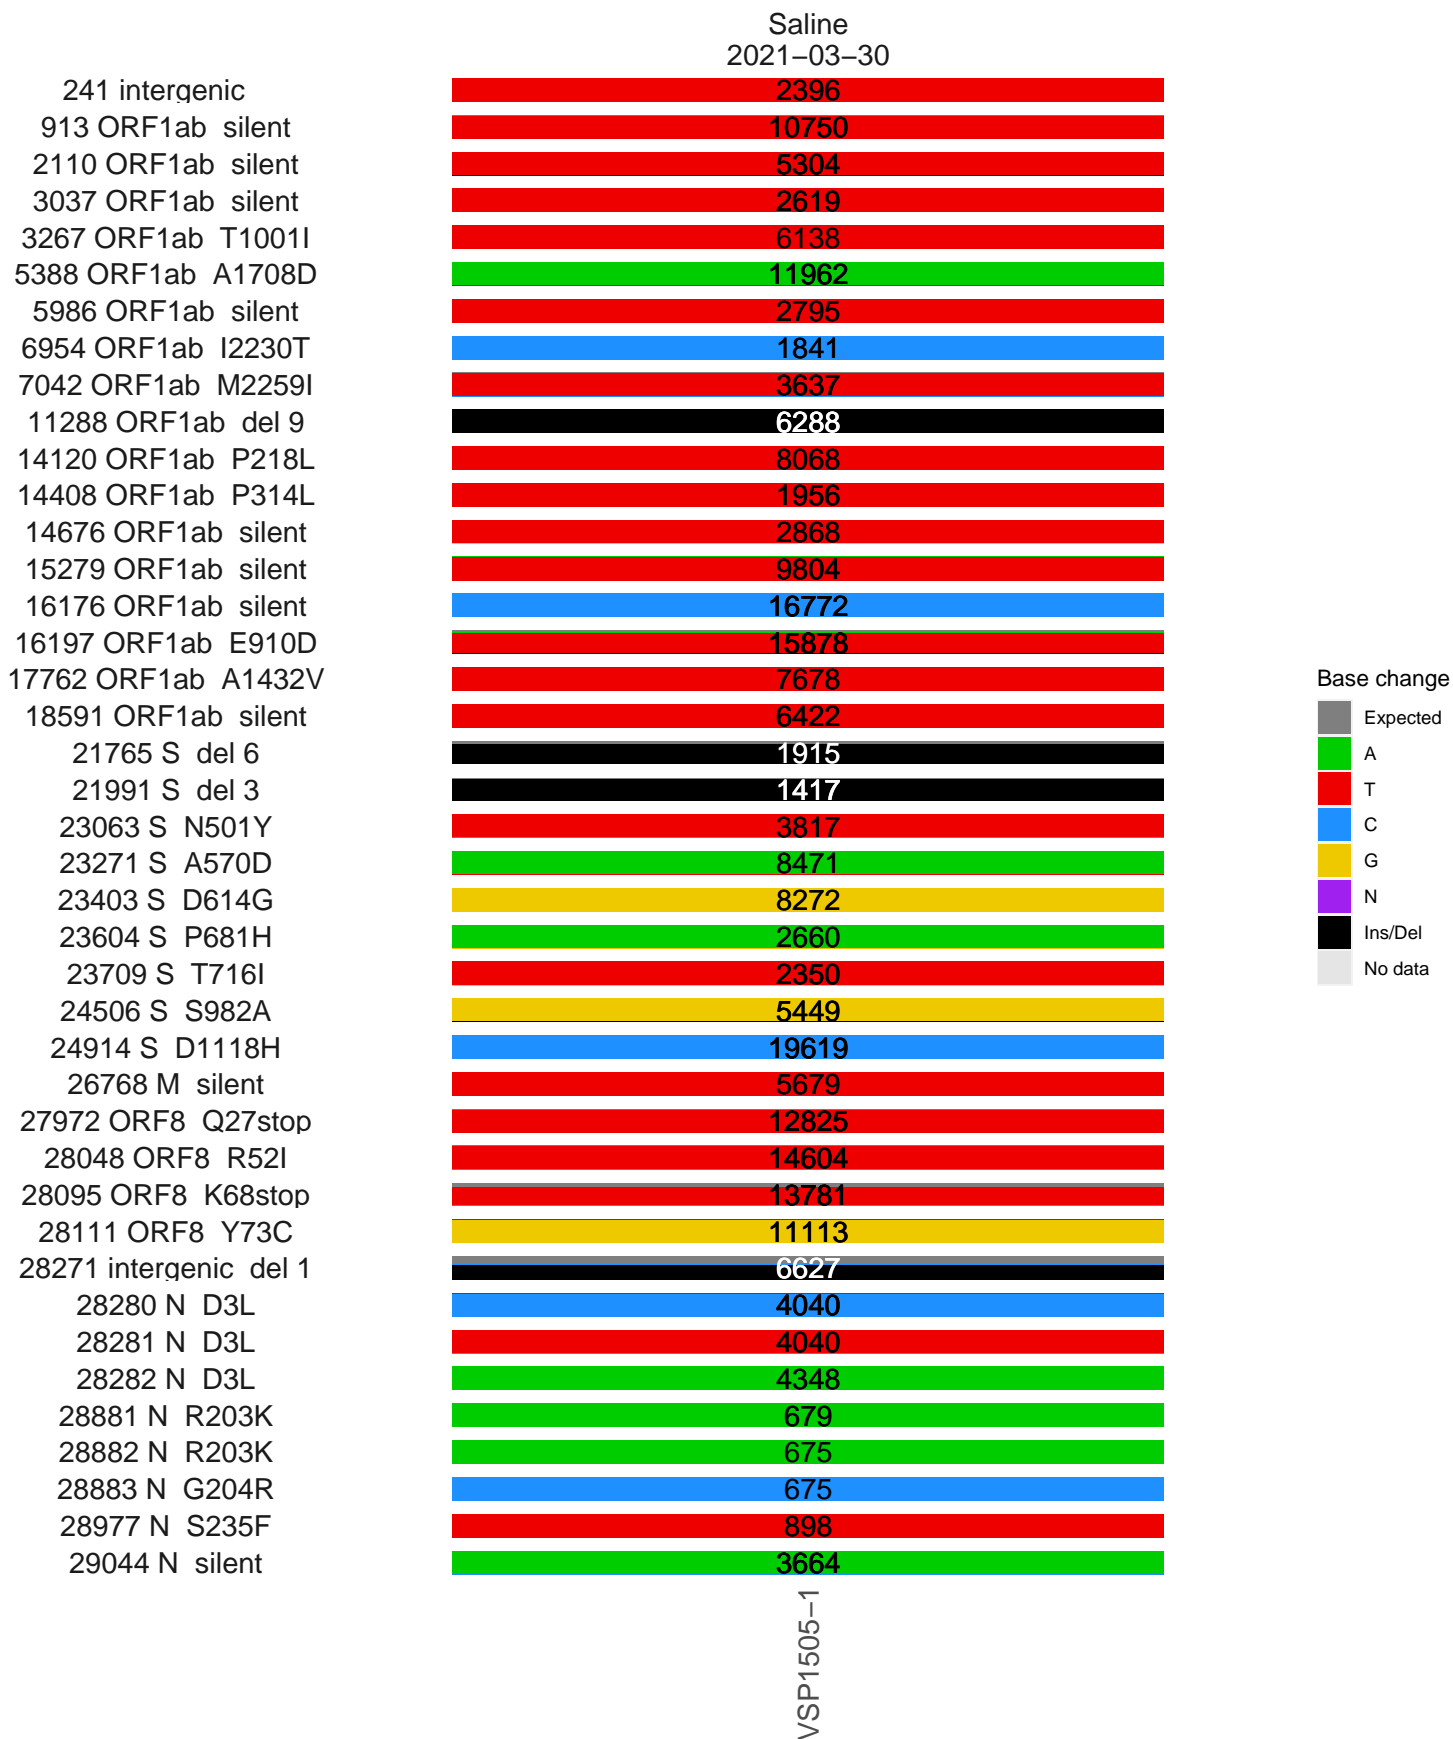 Saline
2021−03−30
241 intergenic 2396
913 ORF1ab silent 10750
2110 ORF1ab silent 5304
3037 ORF1ab silent 2619
3267 ORF1ab T1001I 6138
5388 ORF1ab A1708D 11962
5986 ORF1ab silent 2795
6954 ORF1ab I2230T 1841
7042 ORF1ab M2259I 3637
11288 ORF1ab del 9 6288
14120 ORF1ab P218L 8068
14408 ORF1ab P314L 1956
14676 ORF1ab silent 2868
15279 ORF1ab silent 9804
16176 ORF1ab silent 16772
16197 ORF1ab E910D 15878
17762 ORF1ab A1432V 7678
18591 ORF1ab silent 6422
21765 S del 6 1915
21991 S del 3 1417
23063 S N501Y 3817
23271 S A570D 8471
23403 S D614G 8272
23604 S P681H 2660
23709 S T716I 2350
24506 S S982A 5449
24914 S D1118H 19619
26768 M silent 5679
27972 ORF8 Q27stop 12825
28048 ORF8 R52I 14604
28095 ORF8 K68stop 13781
28111 ORF8 Y73C 11113
28271 intergenic del 1 6627
28280 N D3L 4040
28281 N D3L 4040
28282 N D3L 4348
28881 N R203K 679
28882 N R203K 675
28883 N G204R 675
28977 N S235F 898
29044 N silent 3664
VSP1505−1
Base change
Expected
A
T
C
G
N
Ins/Del
No data